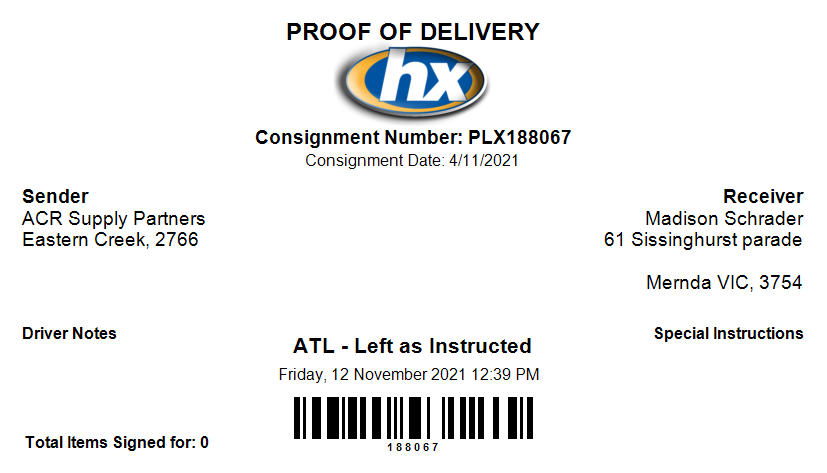 PROOF OF DELIVERY
hx
Consignment Number: PLX188067
Consignment Date: 4/11/2021
Sender
ACR Supply Partners
Eastern Creek, 2766
Receiver
Madison Schrader
61 Sissinghurst parade
Mernda VIC, 3754
Driver Notes
Special Instructions
ATL - Left as Instructed
Friday, 12 November 2021 12:39 PM
188067
Total Items Signed for: 0